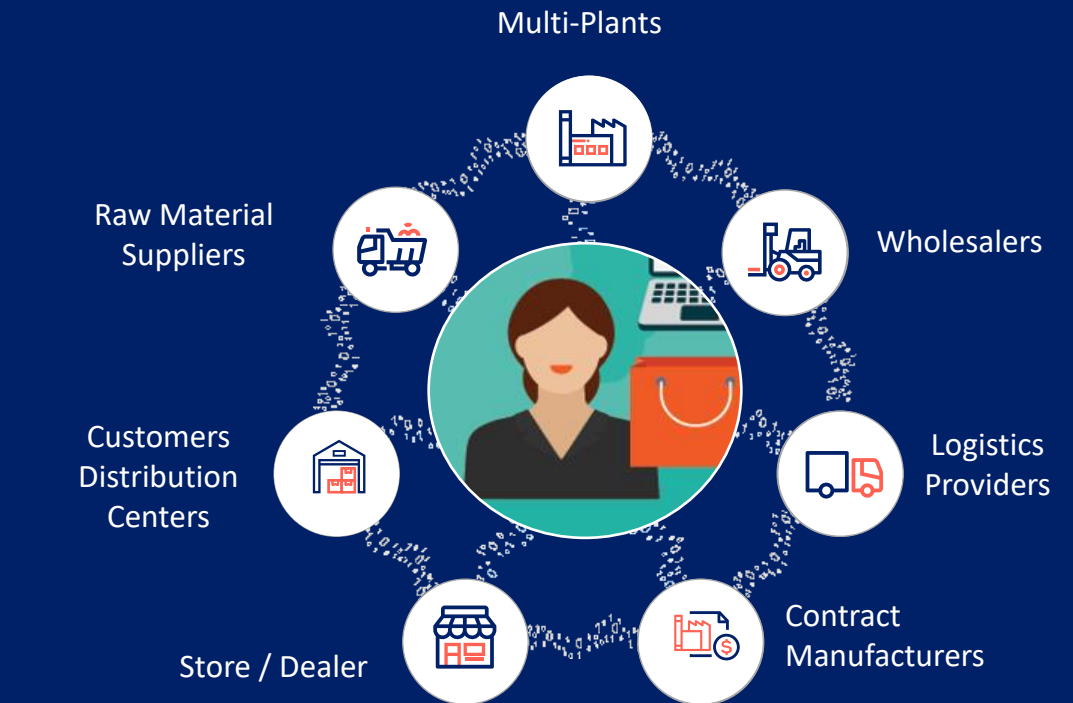 Multi-Plants
Raw Material
Suppliers
Wholesalers
Customers
Distribution
Centers
Logistics
Providers
Store / Dealer
Contract
Manufacturers
$